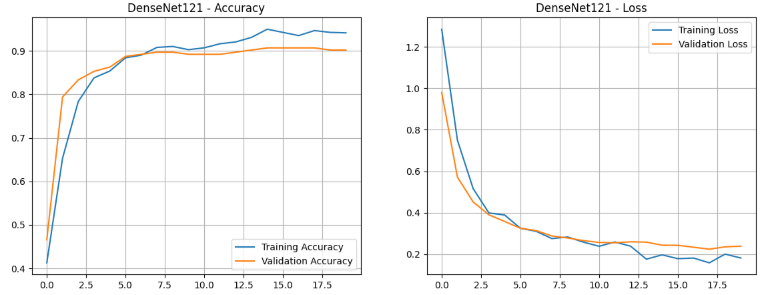 DenseNet121 - Accuracy
0.9
0.8
0.7
0.6
0.5
0.4
0.0 2.5 5.0 7.5 10.0 12.5 15.0 17.5
Training Accuracy
Validation Accuracy
DenseNet121 - Loss
1.2
1.0
0.8
0.6
0.4
0.2
0.0 2.5 5.0 7.5 10.0 12.5 15.0 17.5
Training Loss
Validation Loss